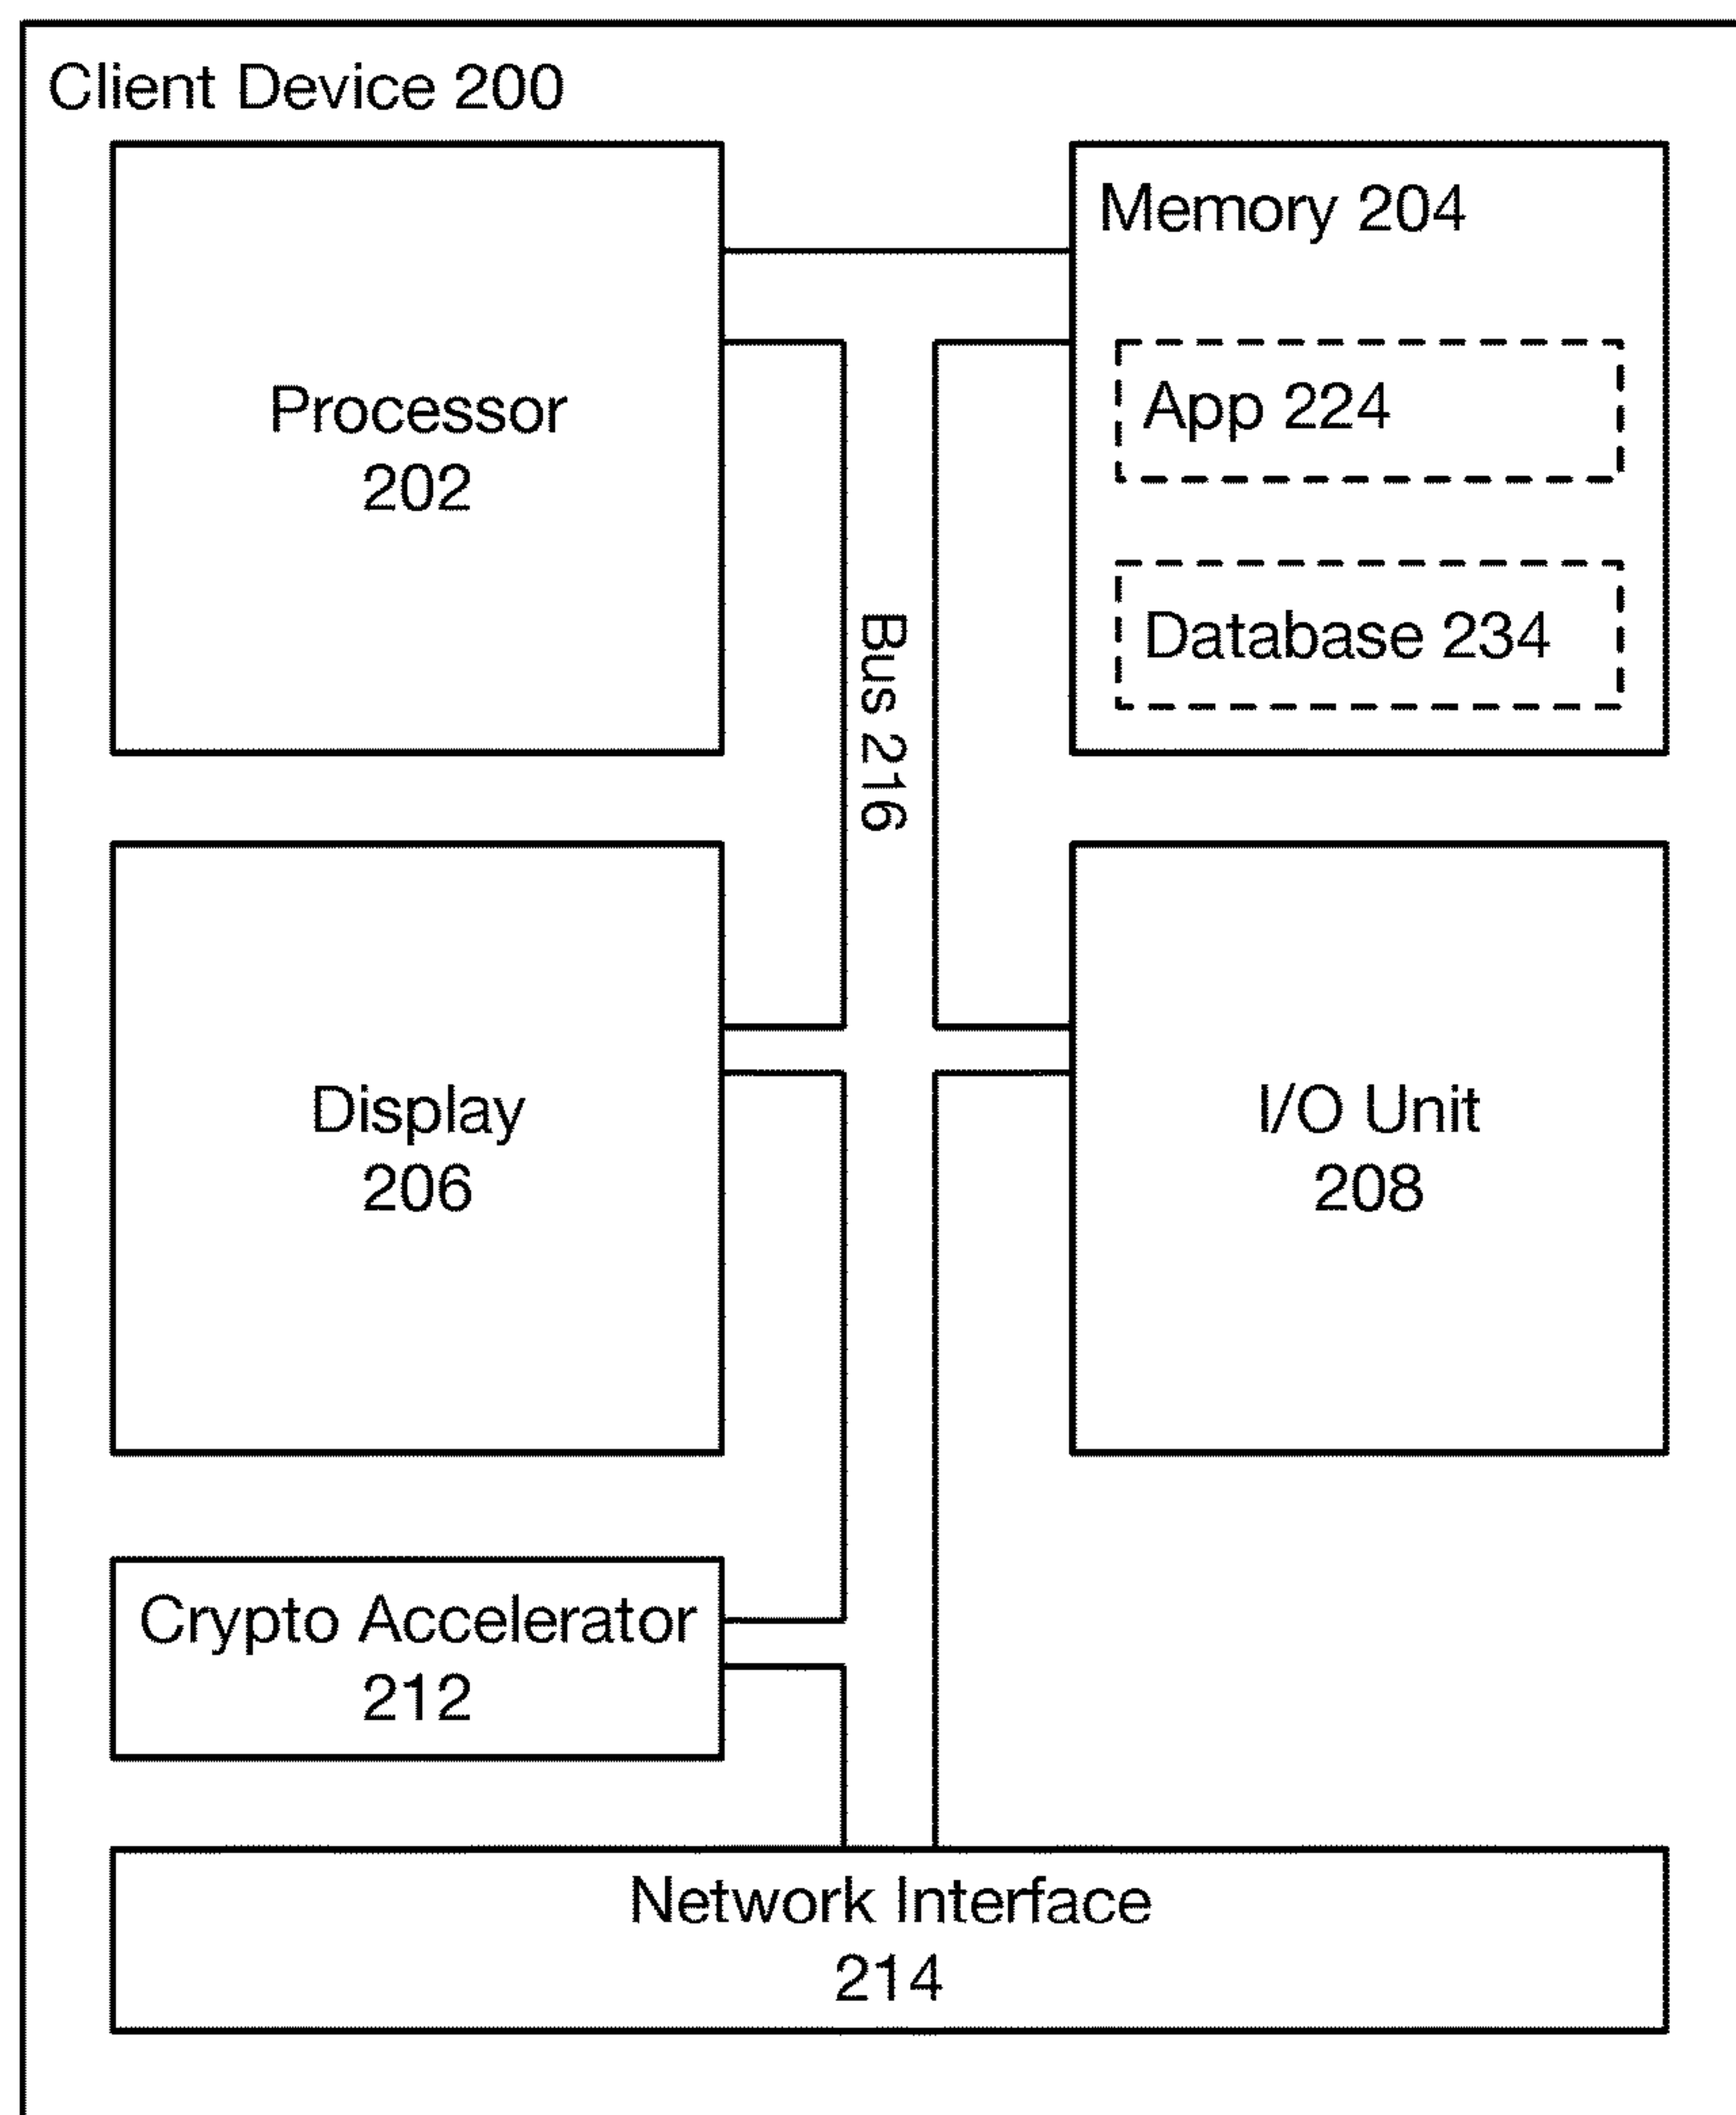 Client Device 200
Processor
202
Memory 204
App 224
Database 234
Bus 216
Display
206
I/O Unit
208
Crypto Accelerator
212
Network Interface
214